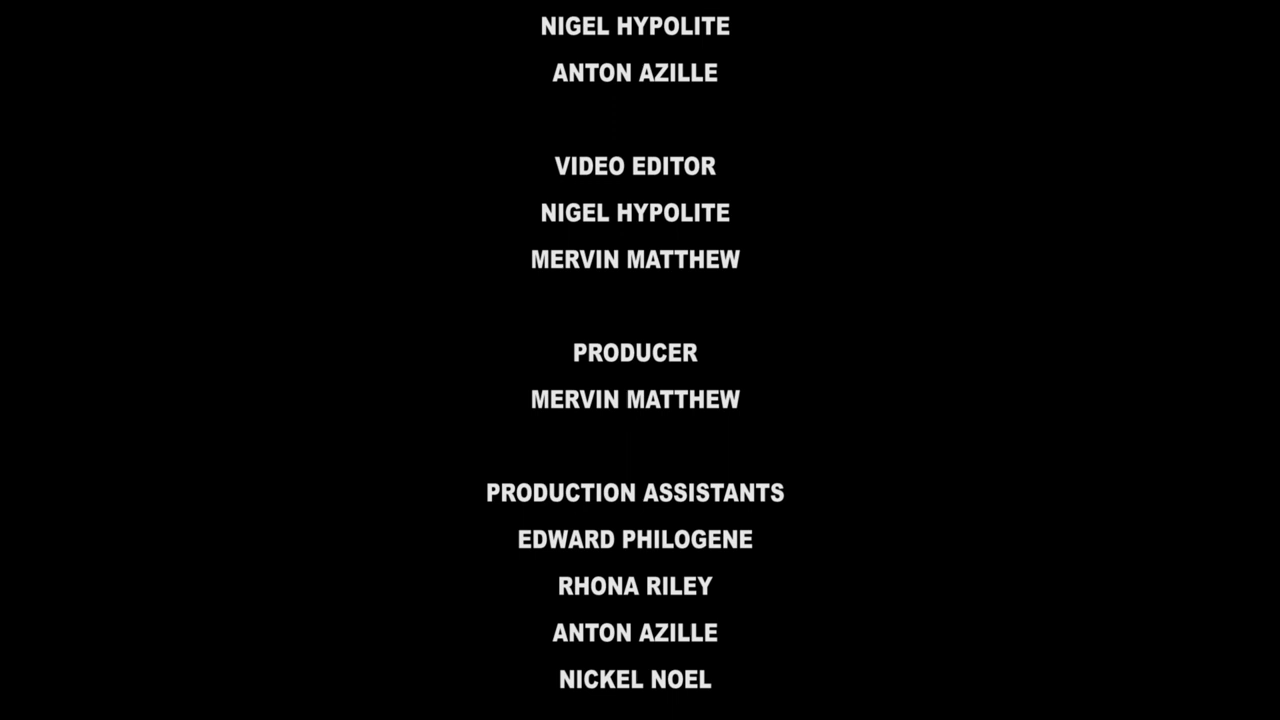 NIGEL HYPOLITE
ANTON AZILLE
VIDEO EDITOR
NIGEL HYPOLITE
MERVIN MATTHEW
PRODUCER
MERVIN MATTHEW
PRODUCTION ASSISTANTS
EDWARD PHILOGENE
RHONA RILEY
ANTON AZILLE
NICKEL NOEL